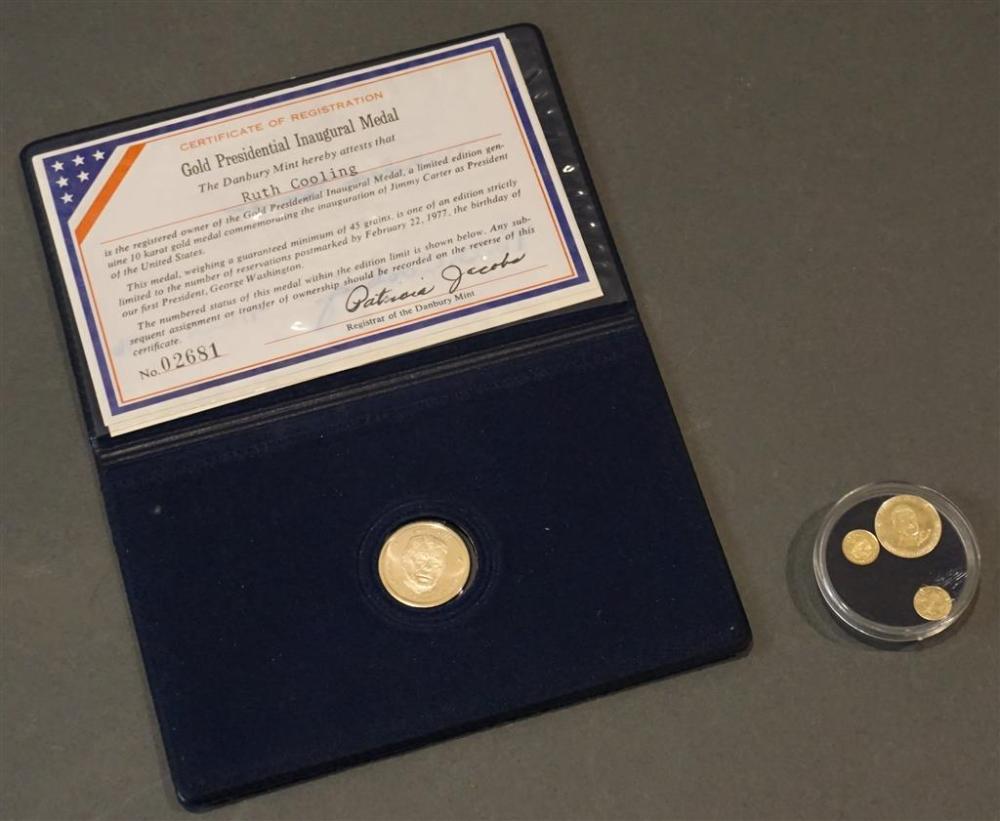 CERTIFICATE OF REGISTRATION
Gold Presidential Inaugural Medal
The Danbury Mint hereby attests that
Ruth Cooling
is the registered owner of the Gold Presidential Inaugural Medal, a limited edition gen-
uine 10 karat gold medal commemorating the inauguration of Jimmy Carter as President
of the United States.
This medal, weighing a guaranteed minimum of 45 grains, is one of an edition strictly
limited to the number of reservations postmarked by February 22, 1977, the birthday of
our first President, George Washington.
The numbered status of this medal within the edition limit is shown below. Any sub-
sequent assignment or transfer of ownership should be recorded on the reverse of this
certificate.
Patricia Jacobs
No. 02681
Registrar of the Danbury Mint